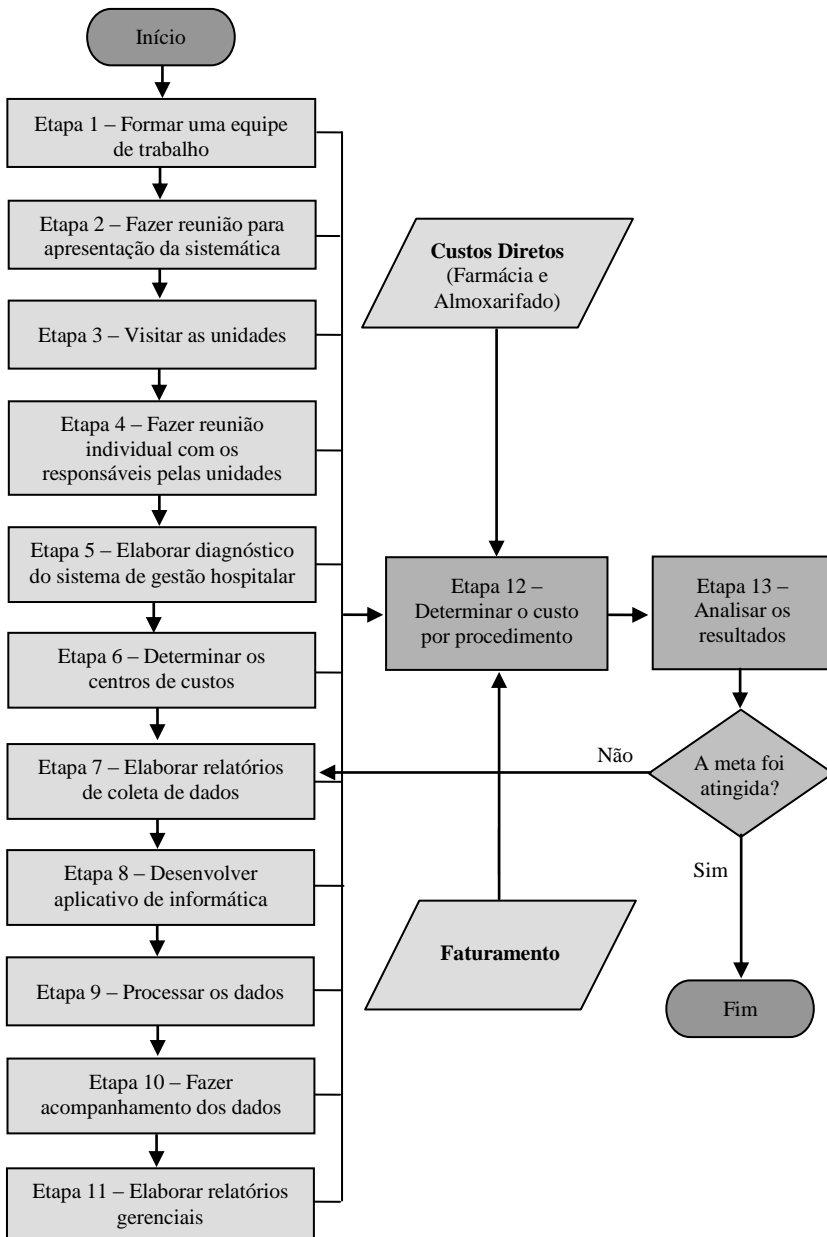 Início
Etapa 1 – Formar uma equipe
de trabalho
Etapa 2 – Fazer reunião para
apresentação da sistemática
Etapa 3 – Visitar as unidades
Etapa 4 – Fazer reunião
individual com os
responsáveis pelas unidades
Etapa 5 – Elaborar diagnóstico
do sistema de gestão hospitalar
Etapa 6 – Determinar os
centros de custos
Etapa 7 – Elaborar relatórios
de coleta de dados
Etapa 8 – Desenvolver
aplicativo de informática
Etapa 9 – Processar os dados
Etapa 10 – Fazer
acompanhamento dos dados
Etapa 11 – Elaborar relatórios
gerenciais
Custos Diretos
(Farmácia e
Almoxarifado)
Etapa 12 –
Determinar o custo
por procedimento
Faturamento
Etapa 13 –
Analisar os
resultados
A meta foi
atingida?
Não
Sim
Fim